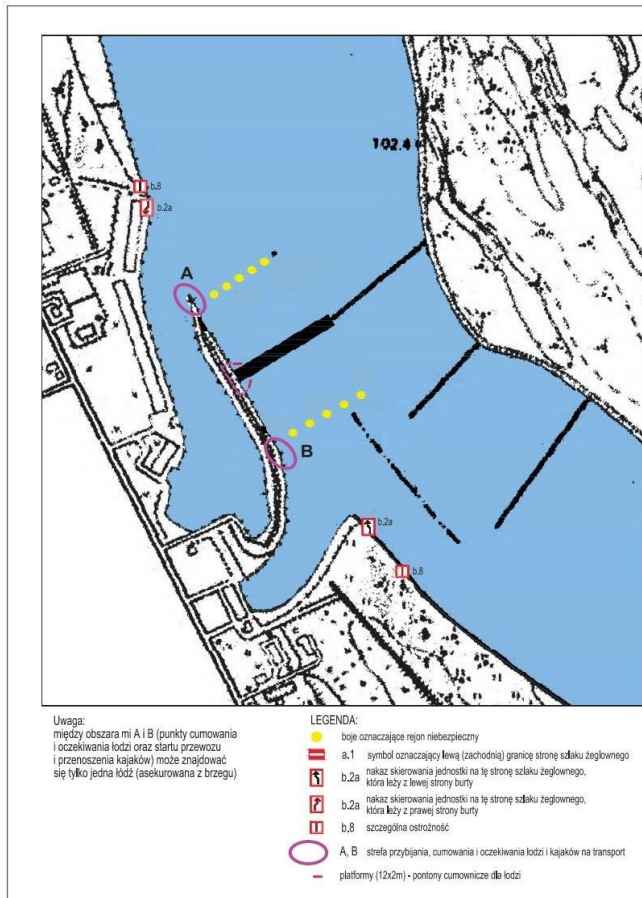 102.4
b.8
b.2a
sil.
A
B
b.2a
b.8
Uwaga:
między obszara mi A i B (punkty cumowania
i oczekiwania łodzi oraz startu przewozu
i przenoszenia kajaków) może znajdować
się tylko jedna łódź (asekurowana z brzegu)
LEGENDA:
boje oznaczające rejon niebezpieczny
a.1 symbol oznaczający lewą (zachodnią) granicę stronę szlaku żeglownego
b.2a nakaz skierowania jednostki na tę stronę szlaku żeglownego,
która leży z lewej strony burty
b.2a nakaz skierowania jednostki na tę stronę szlaku żeglownego,
która leży z prawej strony burty
b.8 szczególna ostrożność
A, B strefa przybijania, cumowania i oczekiwania łodzi i kajaków na transport
platformy (12x2m) - pontony cumownicze dla łodzi